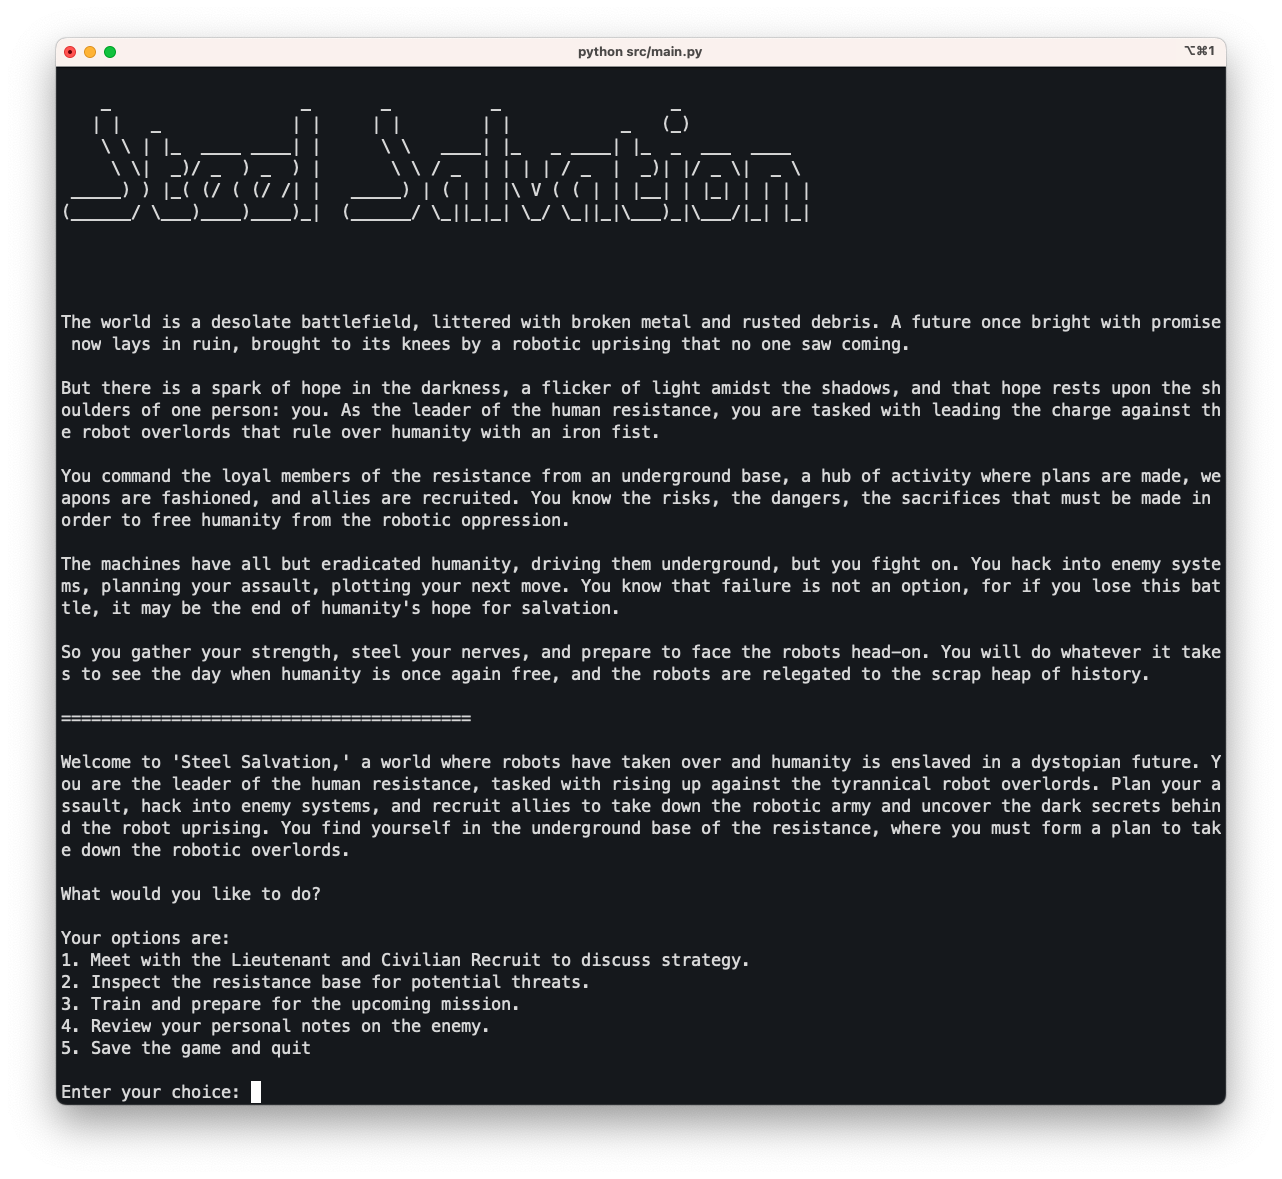 python src/main.py
⌥⌘1
Steel Salvation
The world is a desolate battlefield, littered with broken metal and rusted debris. A future once bright with promise
now lays in ruin, brought to its knees by a robotic uprising that no one saw coming.
But there is a spark of hope in the darkness, a flicker of light amidst the shadows, and that hope rests upon the sh
oulders of one person: you. As the leader of the human resistance, you are tasked with leading the charge against th
e robot overlords that rule over humanity with an iron fist.
You command the loyal members of the resistance from an underground base, a hub of activity where plans are made, we
apons are fashioned, and allies are recruited. You know the risks, the dangers, the sacrifices that must be made in
order to free humanity from the robotic oppression.
The machines have all but eradicated humanity, driving them underground, but you fight on. You hack into enemy syste
ms, planning your assault, plotting your next move. You know that failure is not an option, for if you lose this bat
tle, it may be the end of humanity's hope for salvation.
So you gather your strength, steel your nerves, and prepare to face the robots head-on. You will do whatever it take
s to see the day when humanity is once again free, and the robots are relegated to the scrap heap of history.
=========================================
Welcome to 'Steel Salvation,' a world where robots have taken over and humanity is enslaved in a dystopian future. Y
ou are the leader of the human resistance, tasked with rising up against the tyrannical robot overlords. Plan your a
ssault, hack into enemy systems, and recruit allies to take down the robotic army and uncover the dark secrets behin
d the robot uprising. You find yourself in the underground base of the resistance, where you must form a plan to tak
e down the robotic overlords.
What would you like to do?
Your options are:
1. Meet with the Lieutenant and Civilian Recruit to discuss strategy.
2. Inspect the resistance base for potential threats.
3. Train and prepare for the upcoming mission.
4. Review your personal notes on the enemy.
5. Save the game and quit
Enter your choice: